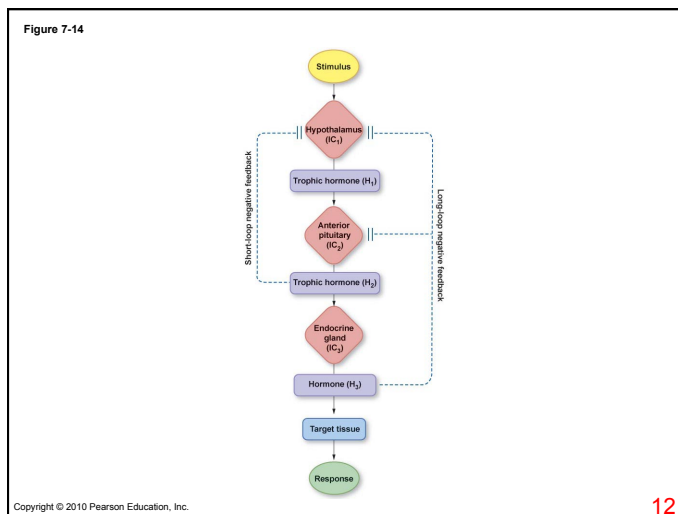 Figure 7-14
Stimulus
Hypothalamus
(IC₁)
Trophic hormone (H₁)
Anterior
pituitary
(IC₂)
Trophic hormone (H₂)
Endocrine
gland
(IC₃)
Hormone (H₃)
Target tissue
Response
Short-loop negative feedback
Long-loop negative feedback
Copyright © 2010 Pearson Education, Inc.
12